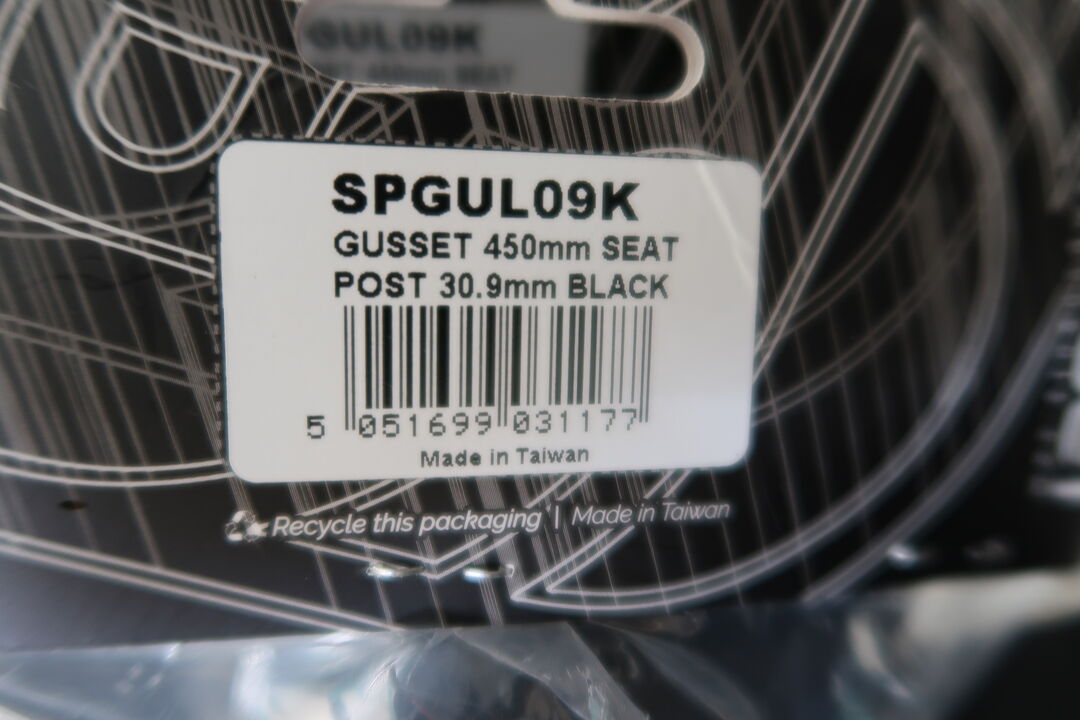 GUL09K
SPGUL09K
GUSSET 450mm SEAT
POST 30.9mm BLACK
5 051699 031177
Made in Taiwan
Recycle this packaging | Made in Taiwan